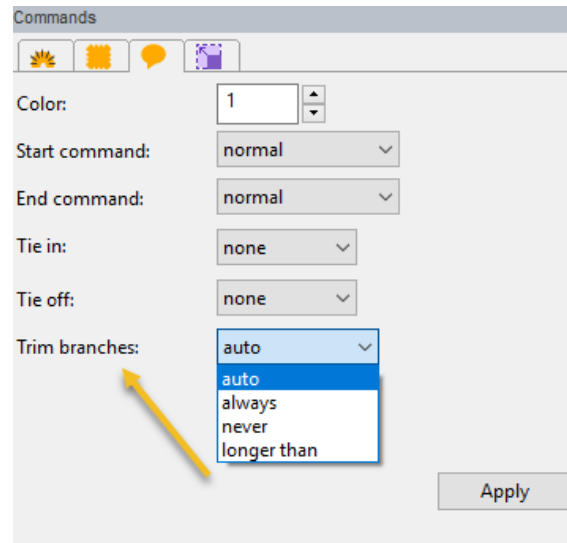 Commands
Color: 1
Start command: normal
End command: normal
Tie in: none
Tie off: none
Trim branches: auto
auto
always
never
longer than
Apply